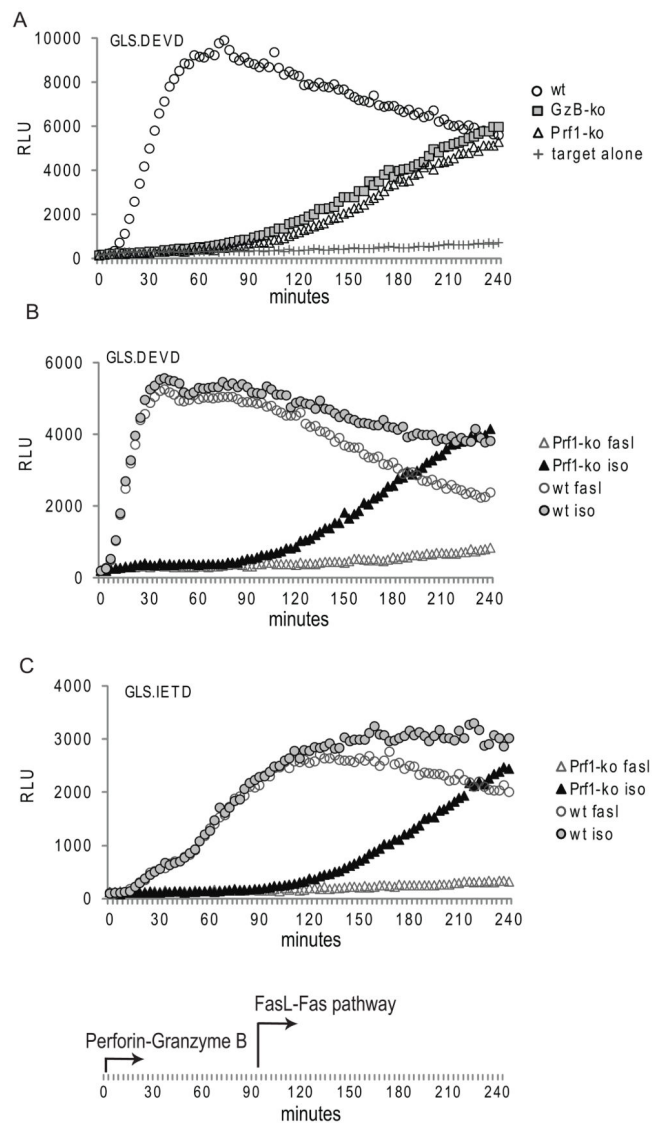 A
GLS.DEVD
10000
8000
6000
4000
2000
0
RLU
0 30 60 90 120 150 180 210 240
minutes
wt
GzB-ko
Prf1-ko
target alone
B
GLS.DEVD
6000
4000
2000
0
RLU
0 30 60 90 120 150 180 210 240
minutes
Prf1-ko fasl
Prf1-ko iso
wt fasl
wt iso
C
GLS.IETD
4000
3000
2000
1000
0
RLU
0 30 60 90 120 150 180 210 240
minutes
Prf1-ko fasl
Prf1-ko iso
wt fasl
wt iso
FasL-Fas pathway
Perforin-Granzyme B
0 30 60 90 120 150 180 210 240
minutes